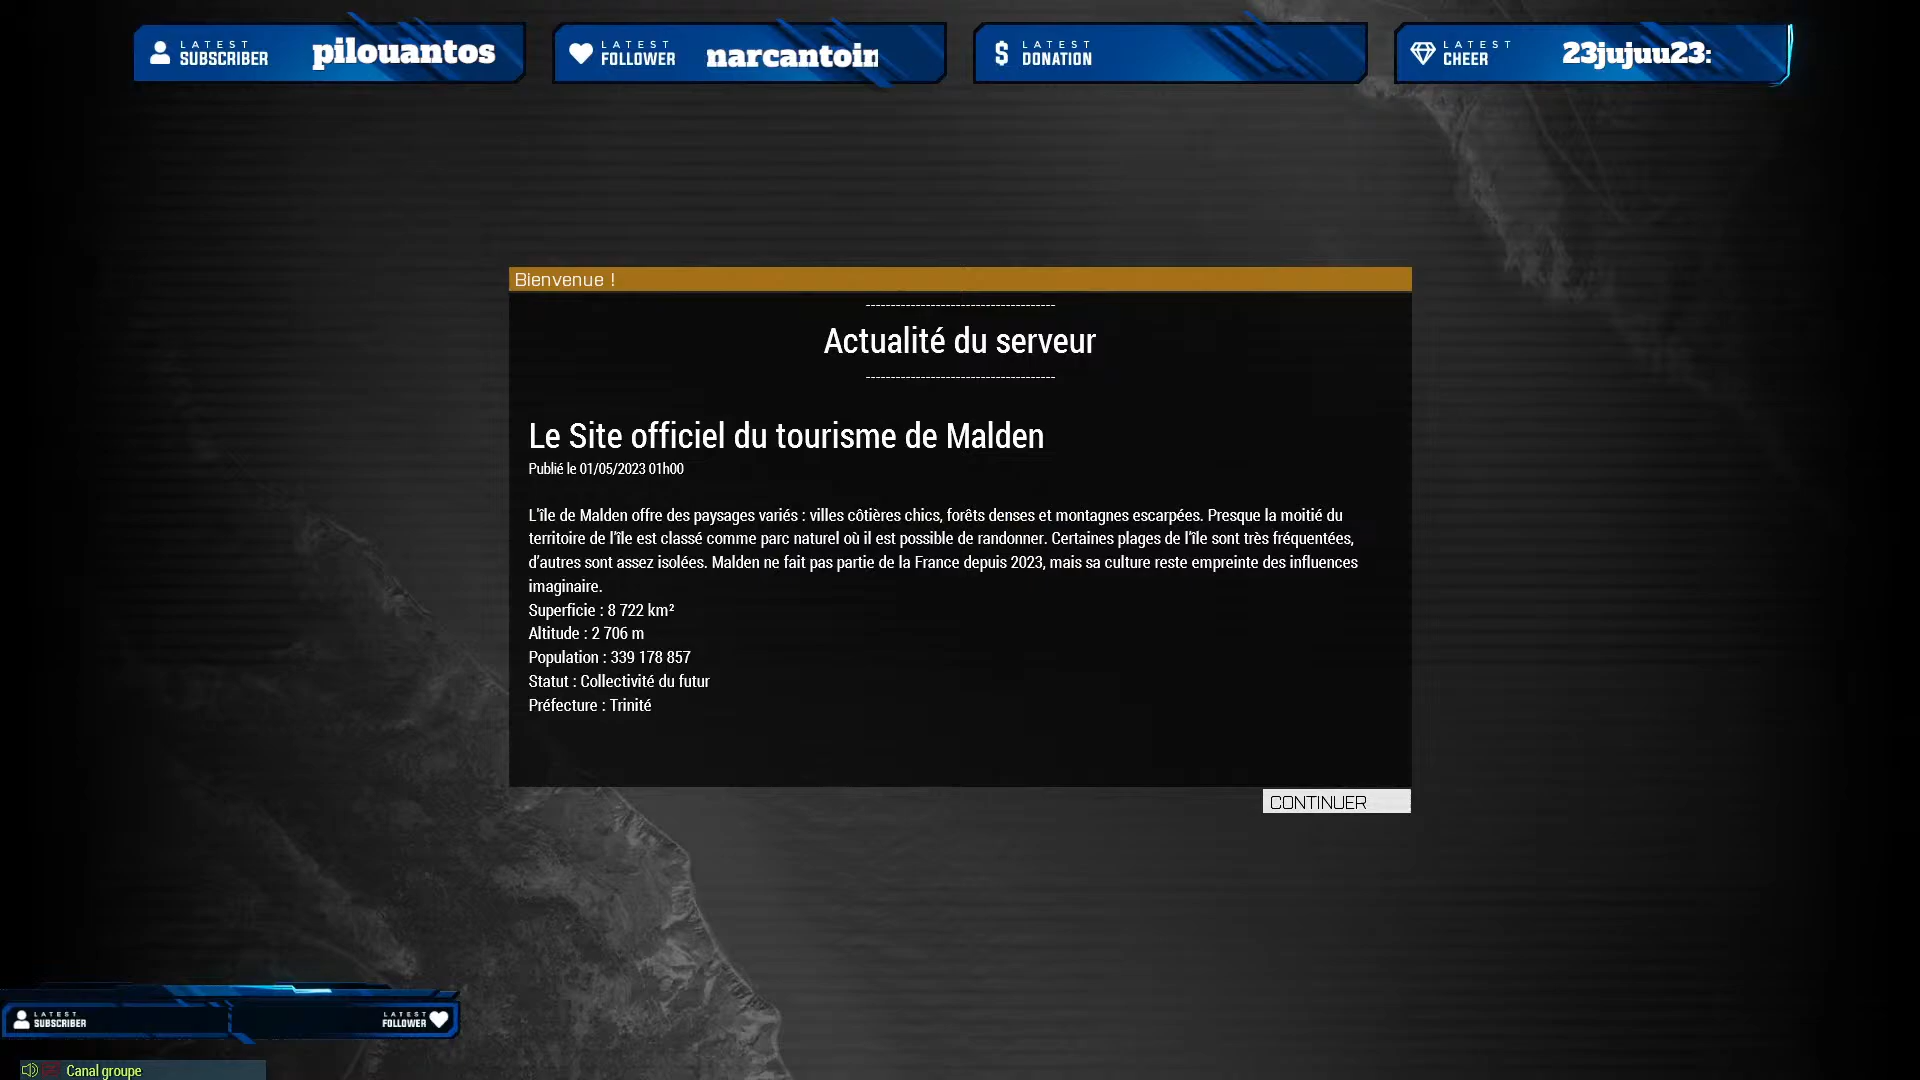 LATEST
SUBSCRIBER
pilouantos
LATEST
FOLLOWER
narcantoin
LATEST
DONATION
LATEST
CHEER
23jujuu23:
Bienvenue !
--------------------------------------
Actualité du serveur
--------------------------------------
Le Site officiel du tourisme de Malden
Publié le 01/05/2023 01h00
L'île de Malden offre des paysages variés : villes côtières chics, forêts denses et montagnes escarpées. Presque la moitié du
territoire de l'île est classé comme parc naturel où il est possible de randonner. Certaines plages de l'île sont très fréquentées,
d'autres sont assez isolées. Malden ne fait pas partie de la France depuis 2023, mais sa culture reste empreinte des influences
imaginaire.
Superficie : 8 722 km²
Altitude : 2 706 m
Population : 339 178 857
Statut : Collectivité du futur
Préfecture : Trinité
CONTINUER
LATEST
SUBSCRIBER
LATEST
FOLLOWER
Canal groupe